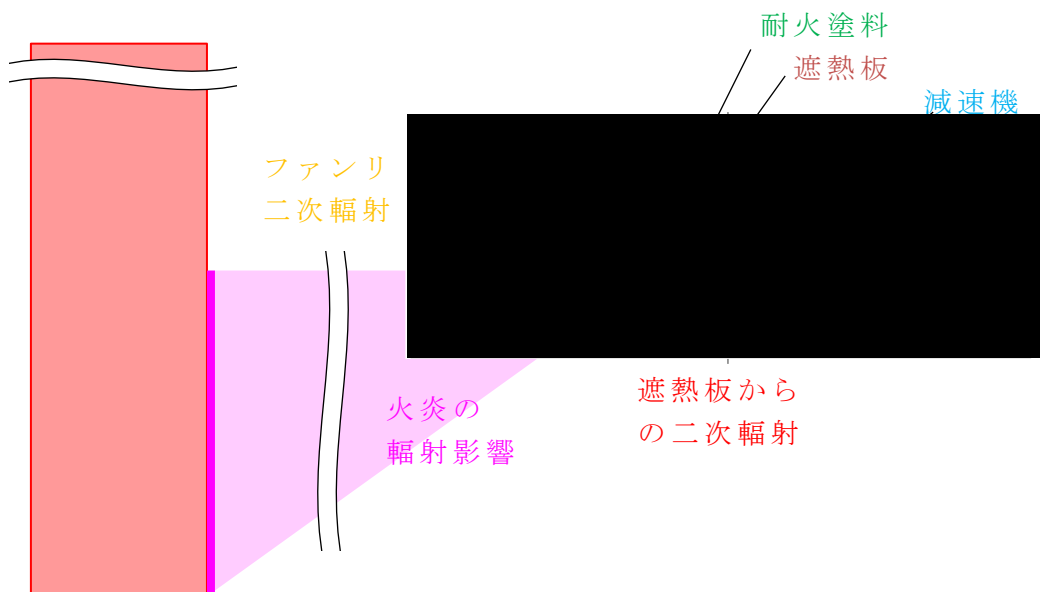 耐火塗料
遮熱板
減速機
ファンリ
二次輻射
火炎の
輻射影響
遮熱板から
の二次輻射